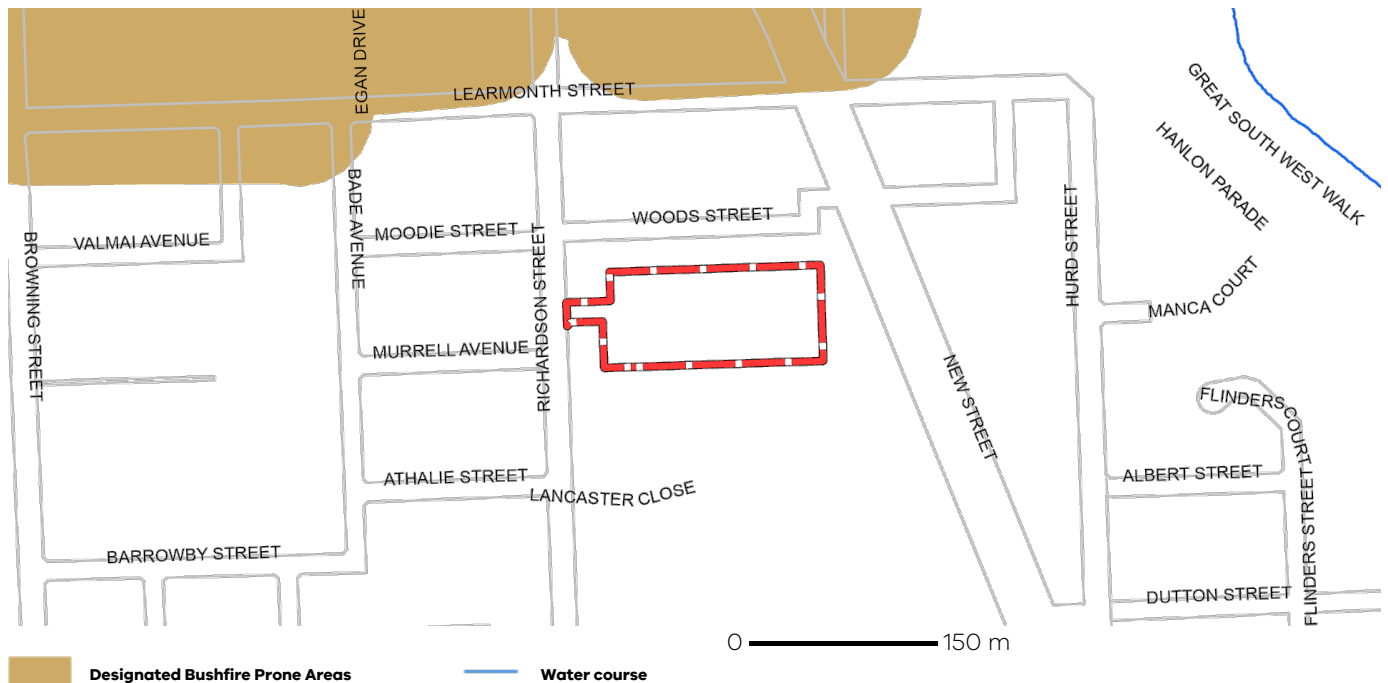 EGAN DRIVE
LEARMONTH STREET
GREAT SOUTH WEST WALK
HANLON PARADE
BADE AVENUE
WOODS STREET
MOODIE STREET
VALMAI AVENUE
BROWNING STREET
RICHARDSON STREET
HURD STREET
MANCA COURT
MURRELL AVENUE
NEW STREET
FLINDERS COURT
ATHALIE STREET
LANCASTER CLOSE
ALBERT STREET
FLINDERS STREET
BARROWBY STREET
DUTTON STREET
0 150 m
Designated Bushfire Prone Areas
Water course